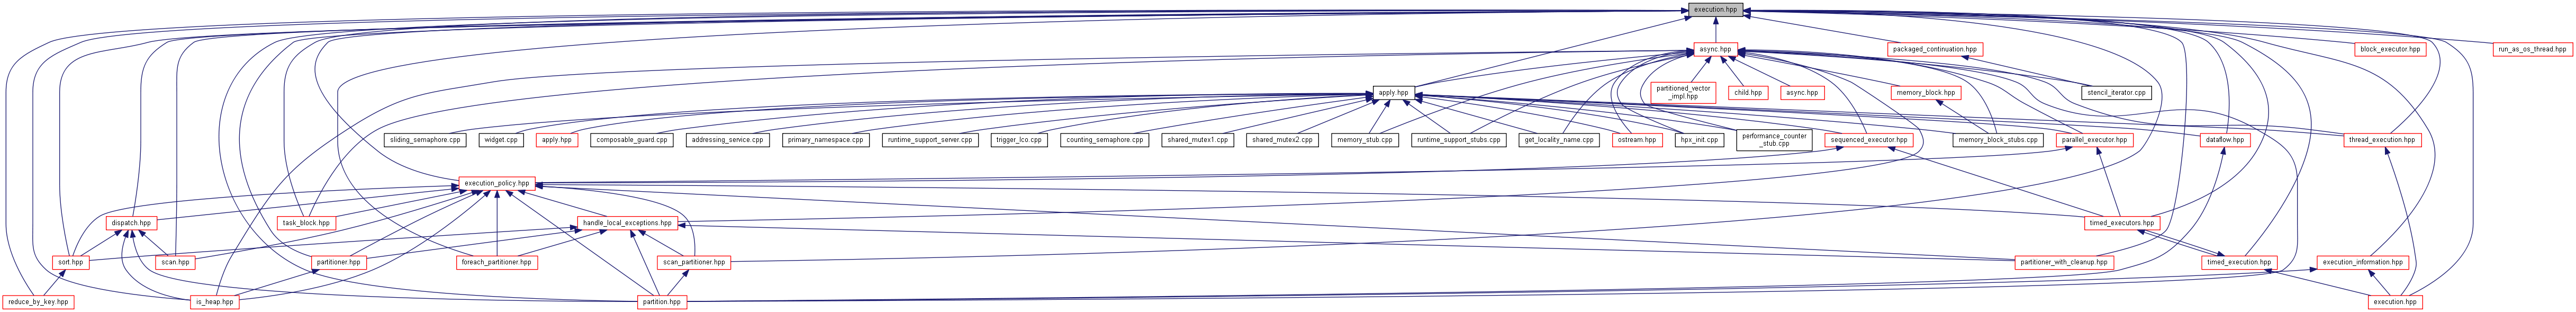 execution.hpp
async.hpp
packaged_continuation.hpp
block_executor.hpp
run_as_os_thread.hpp
apply.hpp
partitioned_vector
_impl.hpp
child.hpp
async.hpp
memory_block.hpp
stencil_iterator.cpp
sliding_semaphore.cpp
widget.cpp
apply.hpp
composable_guard.cpp
addressing_service.cpp
primary_namespace.cpp
runtime_support_server.cpp
trigger_lco.cpp
counting_semaphore.cpp
shared_mutex1.cpp
shared_mutex2.cpp
memory_stub.cpp
runtime_support_stubs.cpp
get_locality_name.cpp
ostream.hpp
hpx_init.cpp
performance_counter
_stub.cpp
sequenced_executor.hpp
memory_block_stubs.cpp
parallel_executor.hpp
dataflow.hpp
thread_execution.hpp
execution_policy.hpp
dispatch.hpp
task_block.hpp
handle_local_exceptions.hpp
timed_executors.hpp
sort.hpp
scan.hpp
partitioner.hpp
foreach_partitioner.hpp
scan_partitioner.hpp
partitioner_with_cleanup.hpp
timed_execution.hpp
execution_information.hpp
reduce_by_key.hpp
is_heap.hpp
partition.hpp
execution.hpp